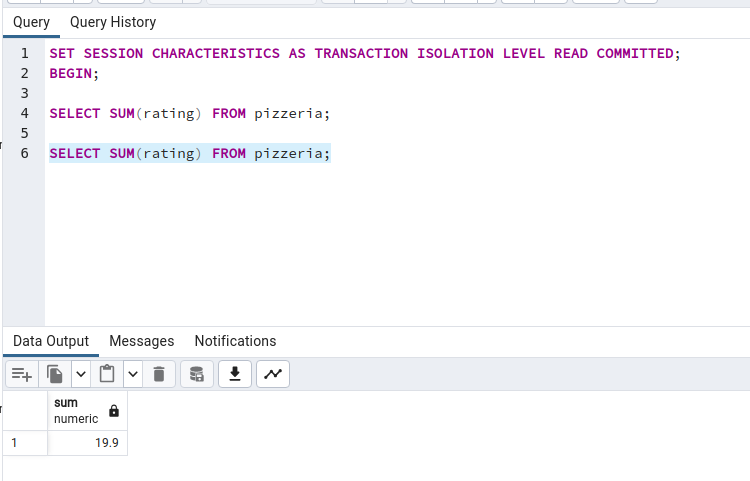 Query Query History
1 SET SESSION CHARACTERISTICS AS TRANSACTION ISOLATION LEVEL READ COMMITTED;
2 BEGIN;
3
4 SELECT SUM(rating) FROM pizzeria;
5
6 SELECT SUM(rating) FROM pizzeria;
Data Output Messages Notifications
sum
numeric
1 19.9